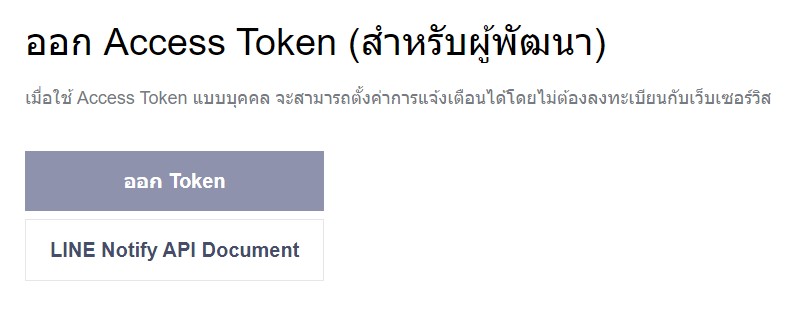 ออก Access Token (สำหรับผู้พัฒนา)
เมื่อใช้ Access Token แบบบุคคล จะสามารถตั้งค่าการแจ้งเตือนได้โดยไม่ต้องลงทะเบียนกับเว็บเซอร์วิส
ออก Token
LINE Notify API Document